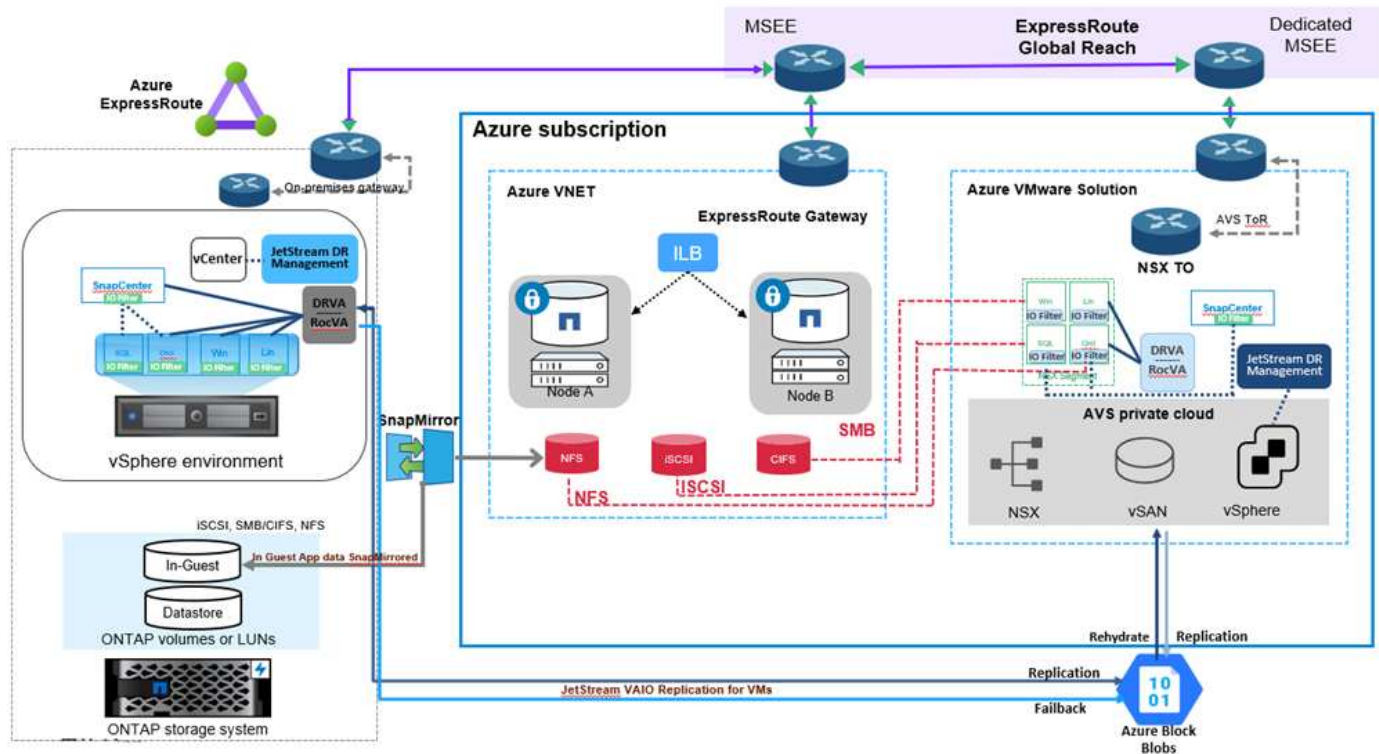 MSEE
ExpressRoute
Global Reach
Dedicated
MSEE
Azure
ExpressRoute
Azure subscription
On-premises gateway
Azure VNET
ExpressRoute Gateway
Azure VMware Solution
AVS ToR
NSX TO
vCenter
JetStream DR
Management
SnapCenter
IO Filter
DRVA
RocVA
SQL
IO Filter
IO Filter
Win
IO Filter
Lin
IO Filter
vSphere environment
ILB
Node A
Node B
SnapMirror
NFS
iSCSI
CIFS
SMB
NFS
ISCSI
Win
IO Filter
Lin
IO Filter
SQL
IO Filter
IO Filter
NSX Segment
DRVA
RocVA
SnapCenter
IO Filter
JetStream DR
Management
AVS private cloud
NSX
vSAN
vSphere
iSCSI, SMB/CIFS, NFS
In Guest App data SnapMirrored
In-Guest
Datastore
ONTAP volumes or LUNs
ONTAP storage system
Rehydrate
Replication
Replication
JetStream VAIO Replication for VMs
Failback
10
01
Azure Block
Blobs